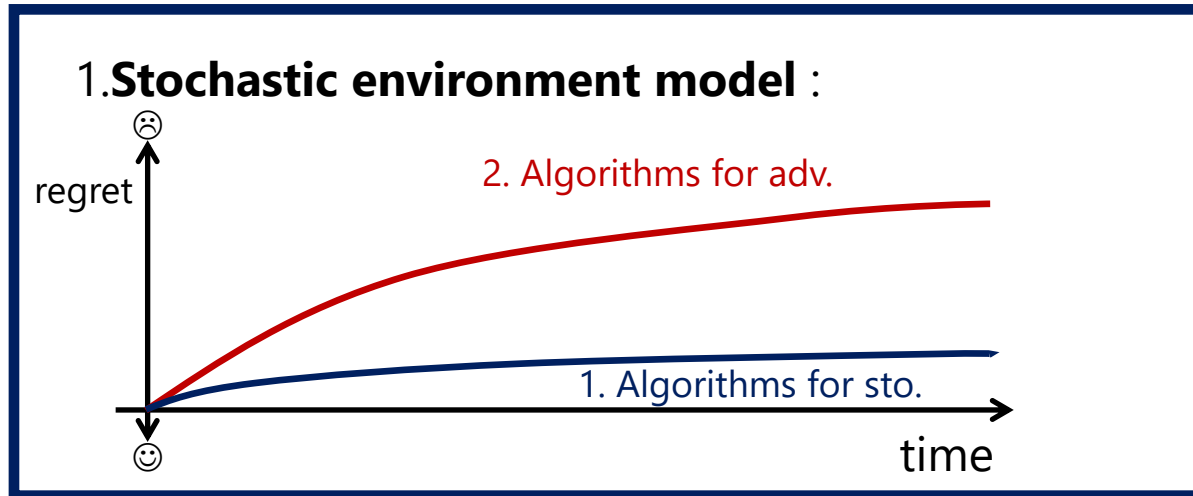 1.Stochastic environment model :
☹
regret
2. Algorithms for adv.
1. Algorithms for sto.
☺
time